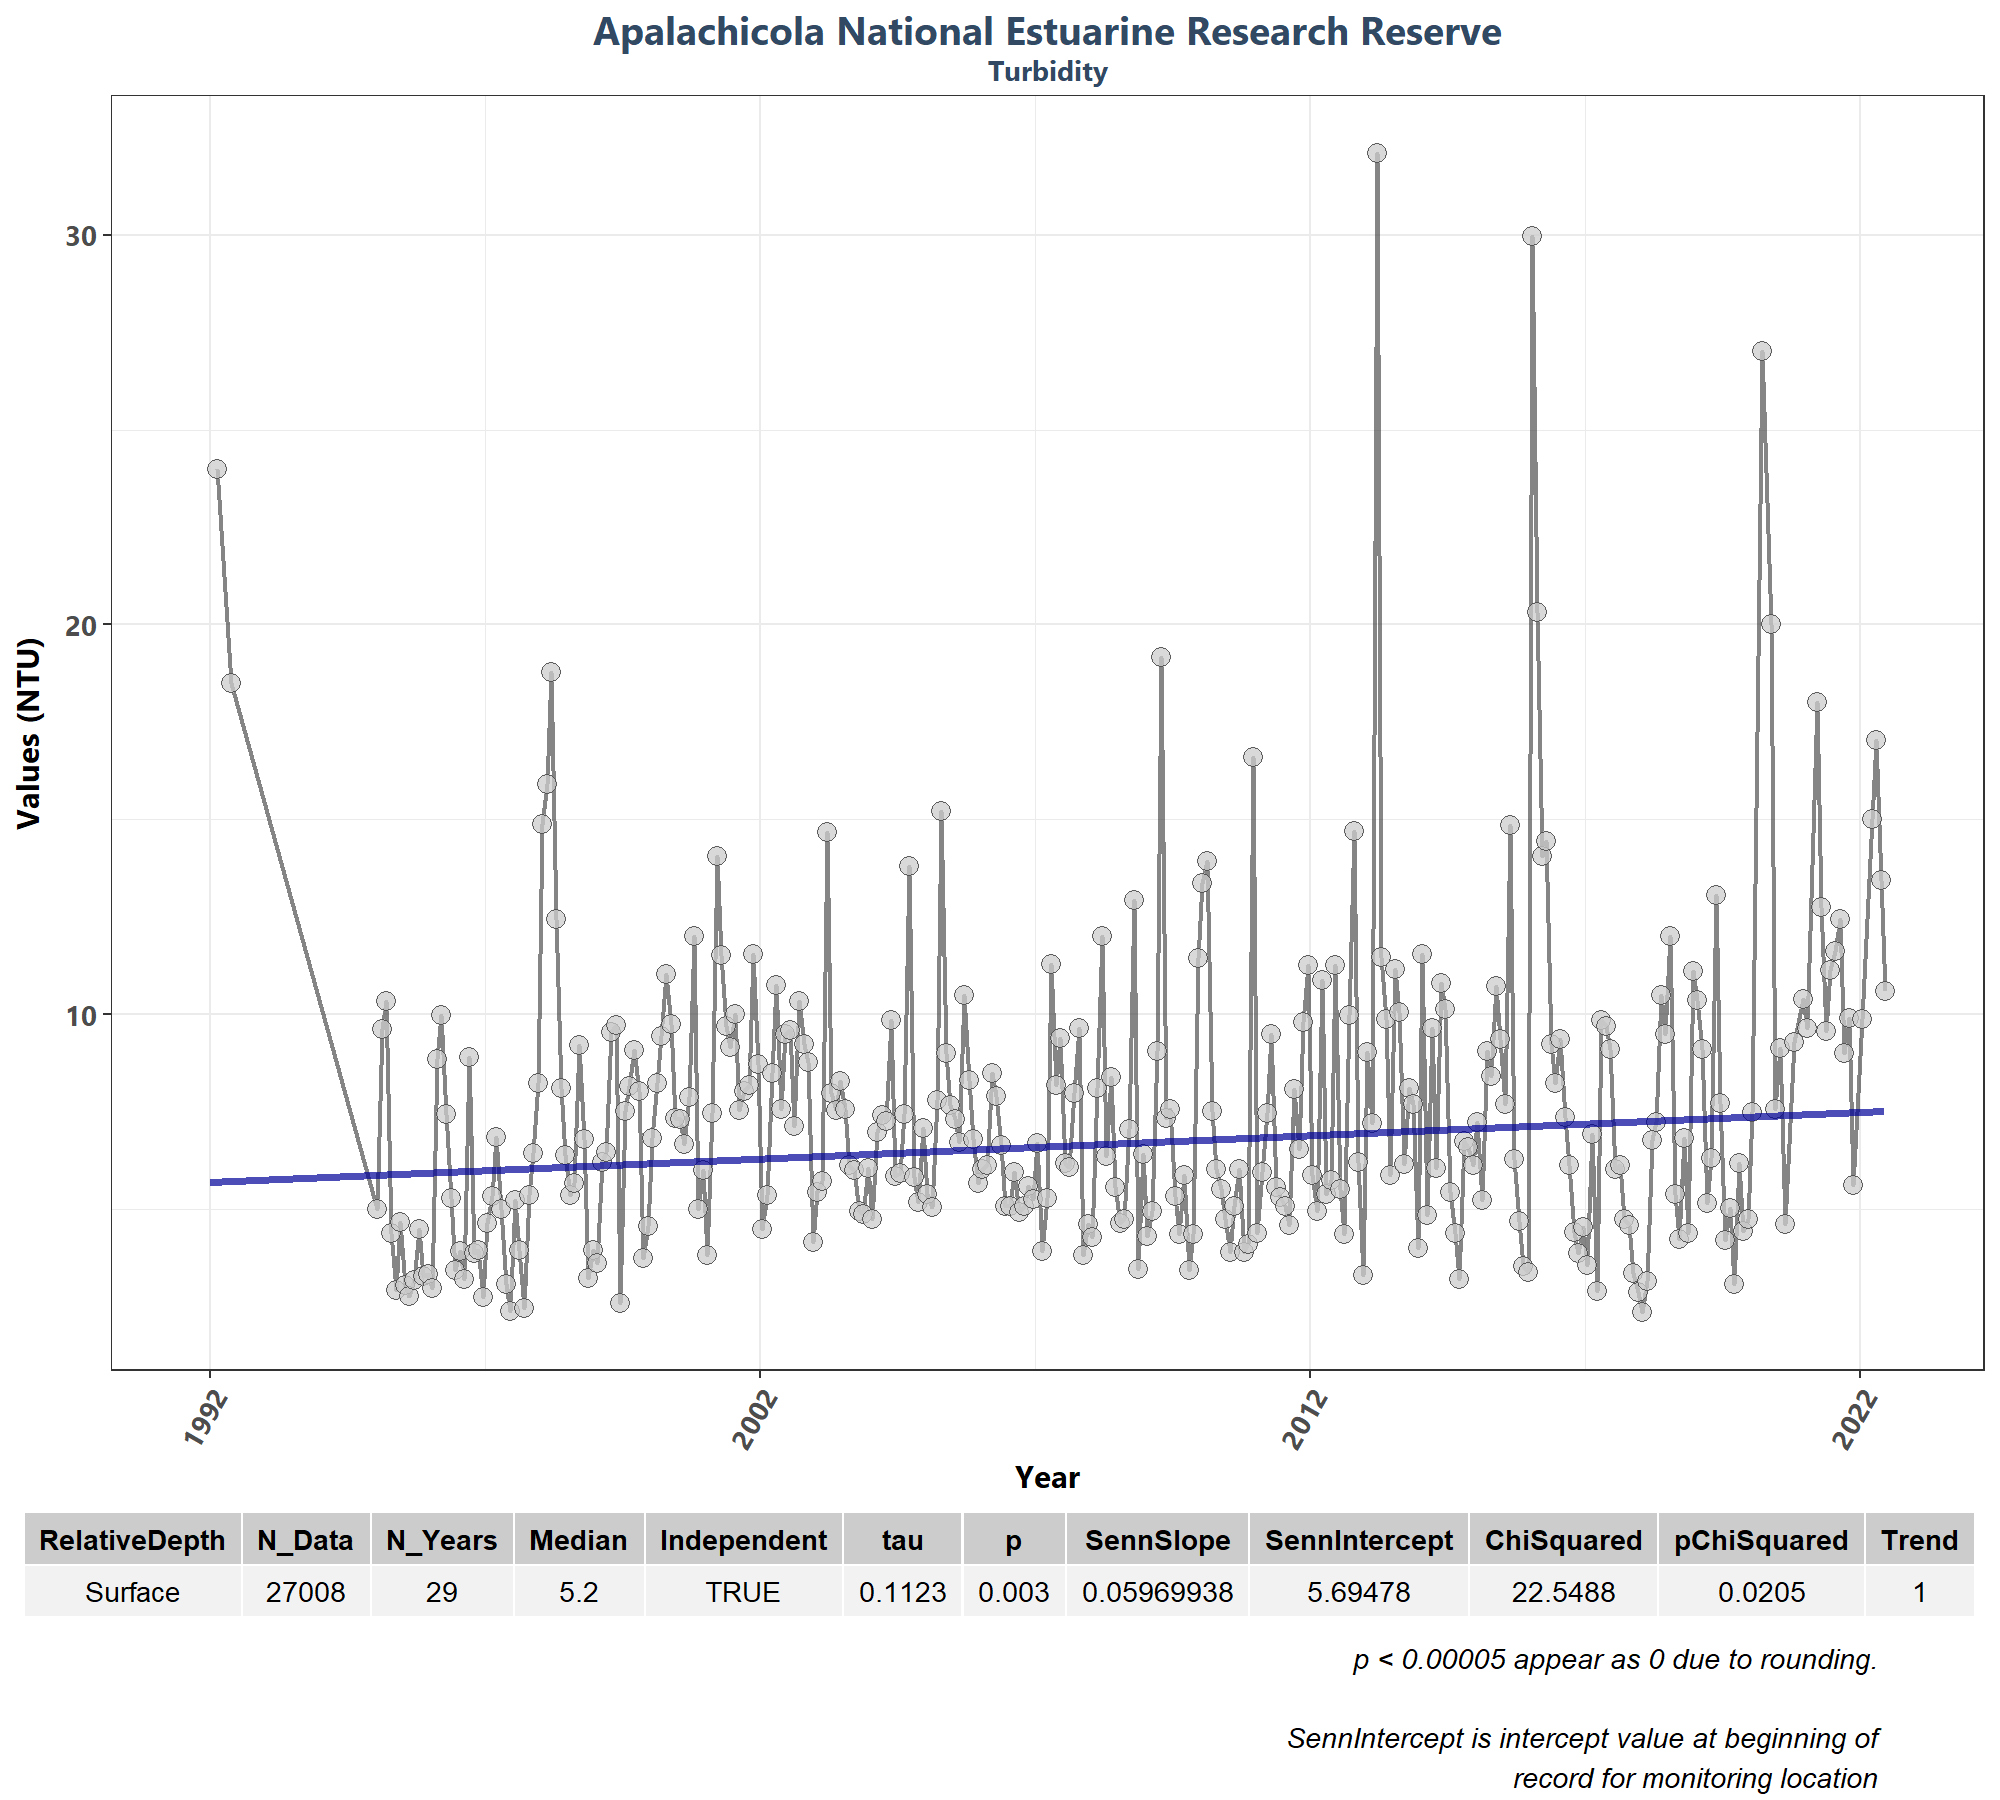 Apalachicola National Estuarine Research Reserve
Turbidity
Values (NTU)
30
20
10
1992 2002 2012 2022
Year
RelativeDepth N_Data N_Years Median Independent tau p SennSlope SennIntercept ChiSquared pChiSquared Trend
Surface 27008 29 5.2 TRUE 0.1123 0.003 0.05969938 5.69478 22.5488 0.0205 1
p < 0.00005 appear as 0 due to rounding.
SennIntercept is intercept value at beginning of
record for monitoring location